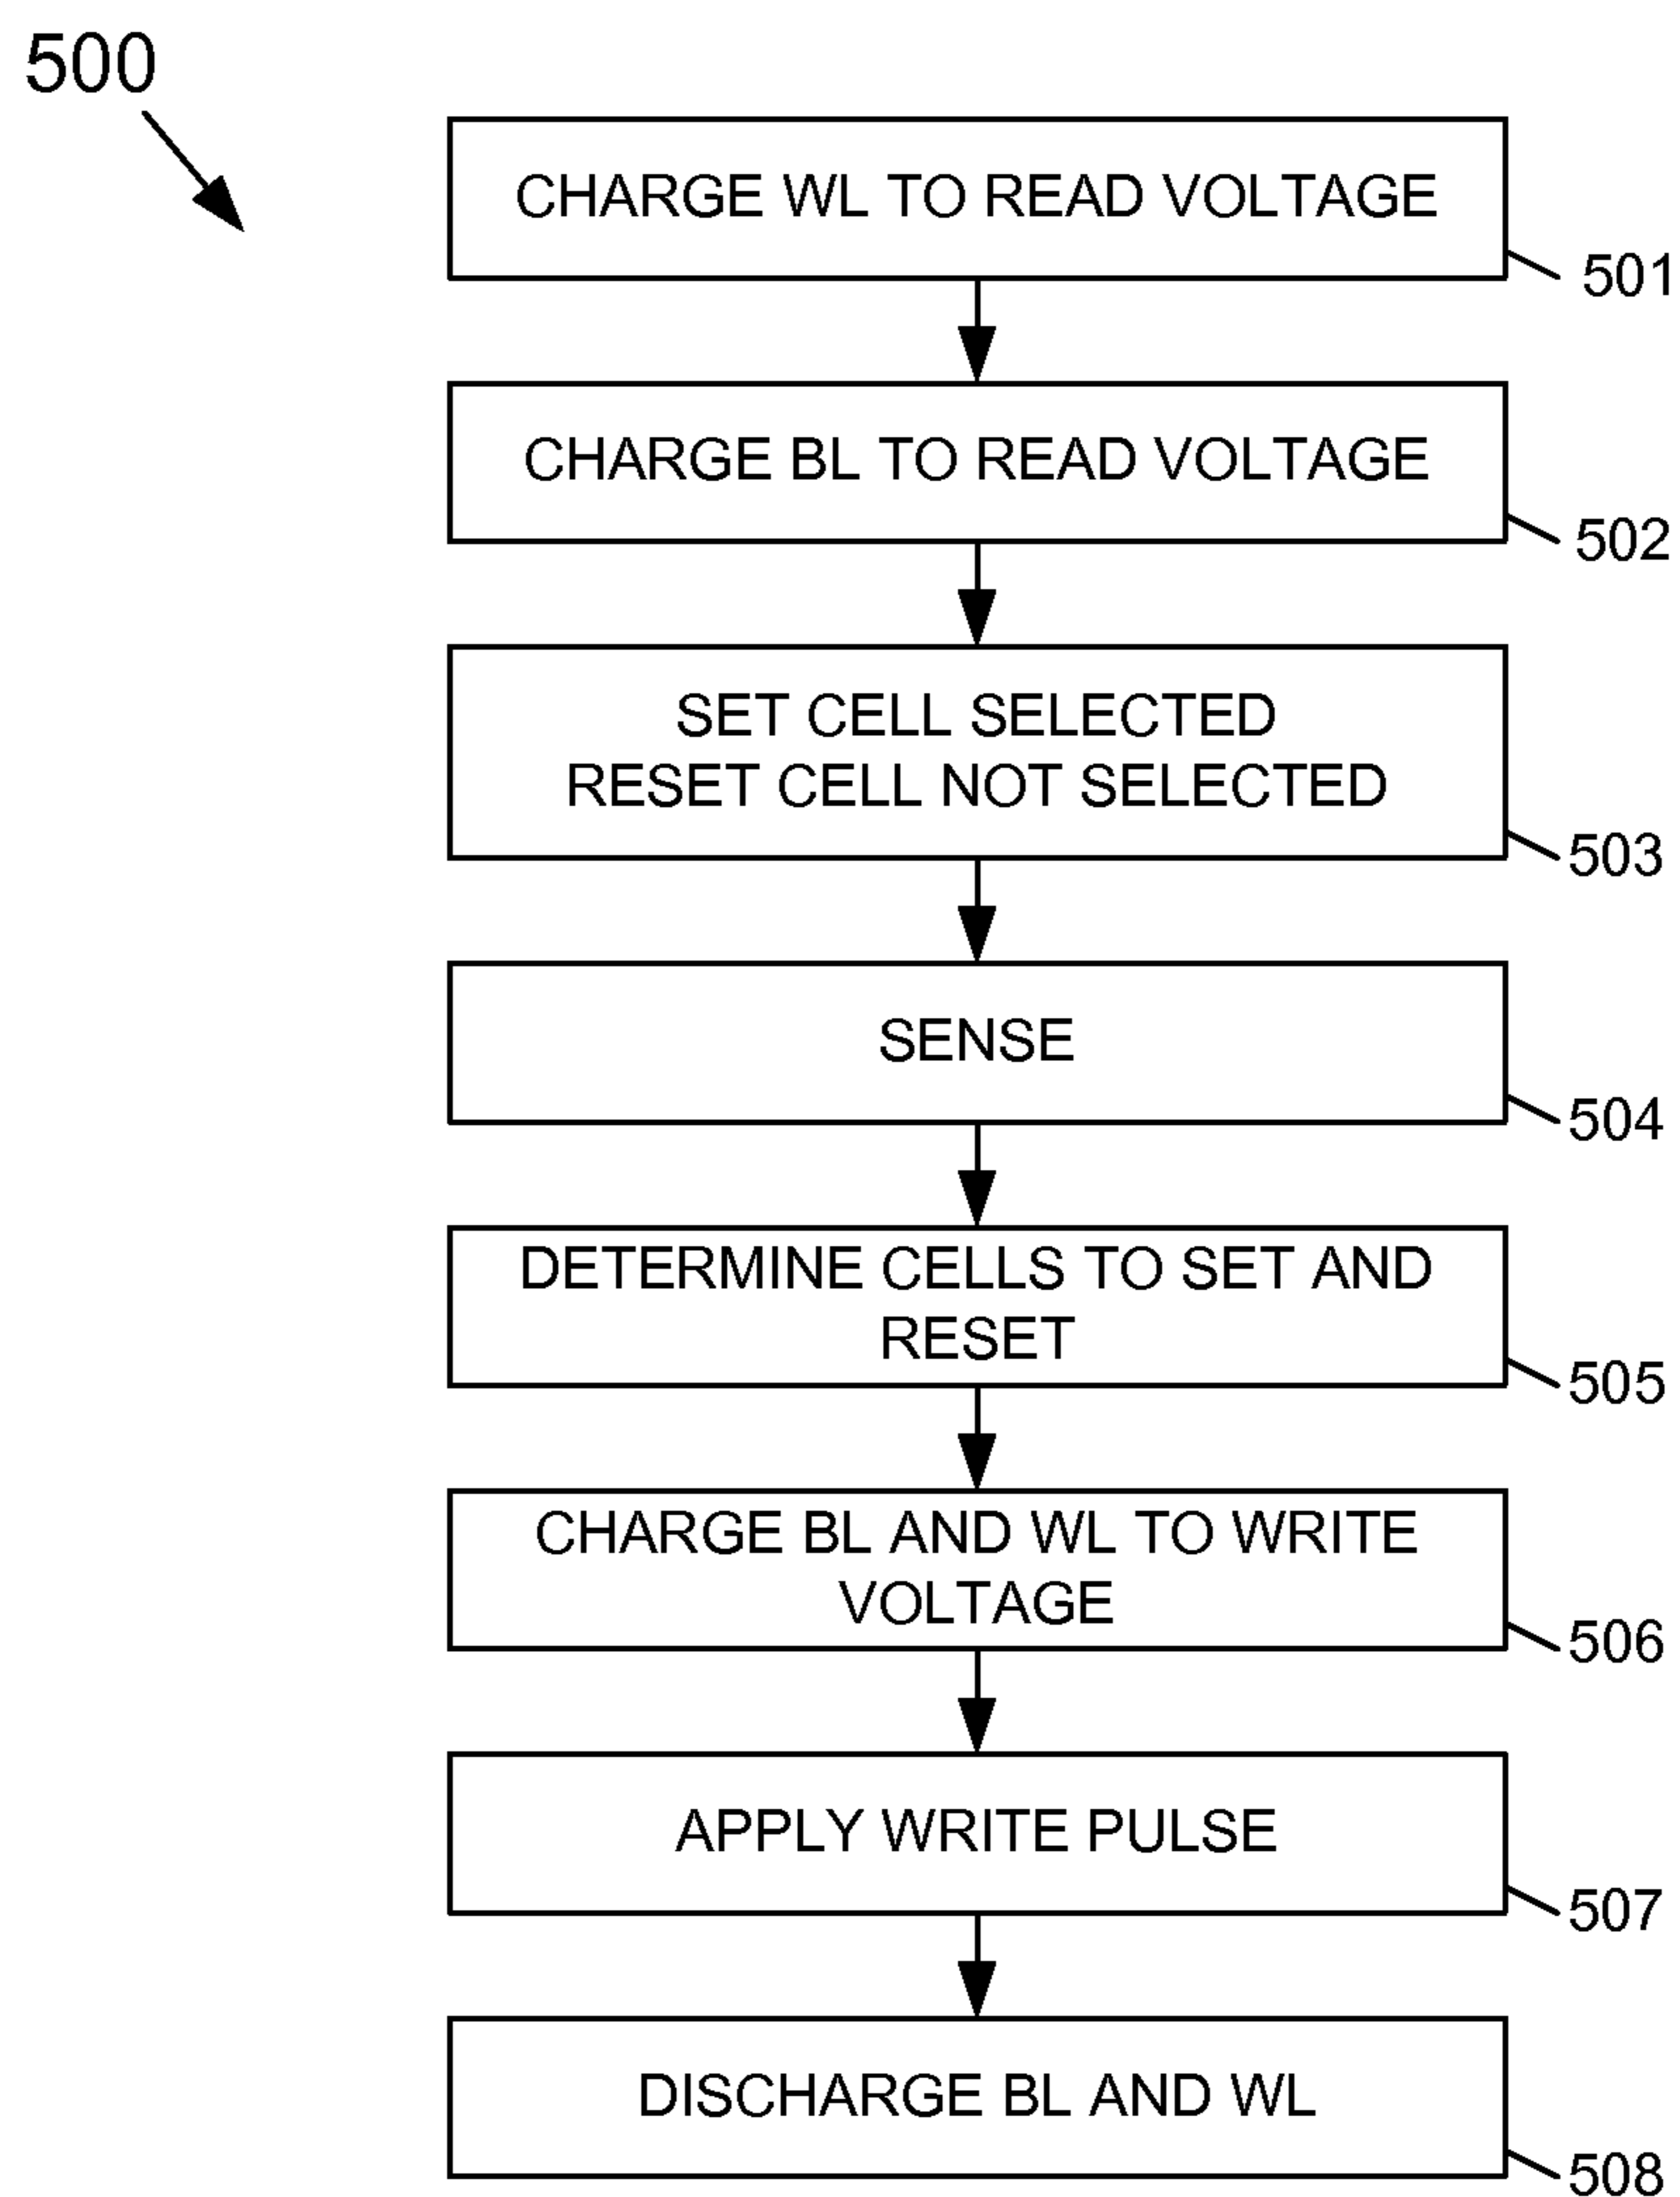 500
CHARGE WL TO READ VOLTAGE
501
CHARGE BL TO READ VOLTAGE
502
SET CELL SELECTED
RESET CELL NOT SELECTED
503
SENSE
504
DETERMINE CELLS TO SET AND
RESET
505
CHARGE BL AND WL TO WRITE
VOLTAGE
506
APPLY WRITE PULSE
507
DISCHARGE BL AND WL
508